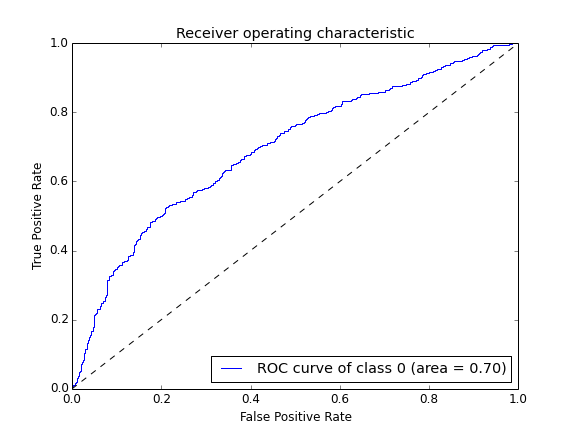 Receiver operating characteristic
1.0
0.8
0.6
0.4
0.2
0.0
True Positive Rate
ROC curve of class 0 (area = 0.70)
0.0 0.2 0.4 0.6 0.8 1.0
False Positive Rate